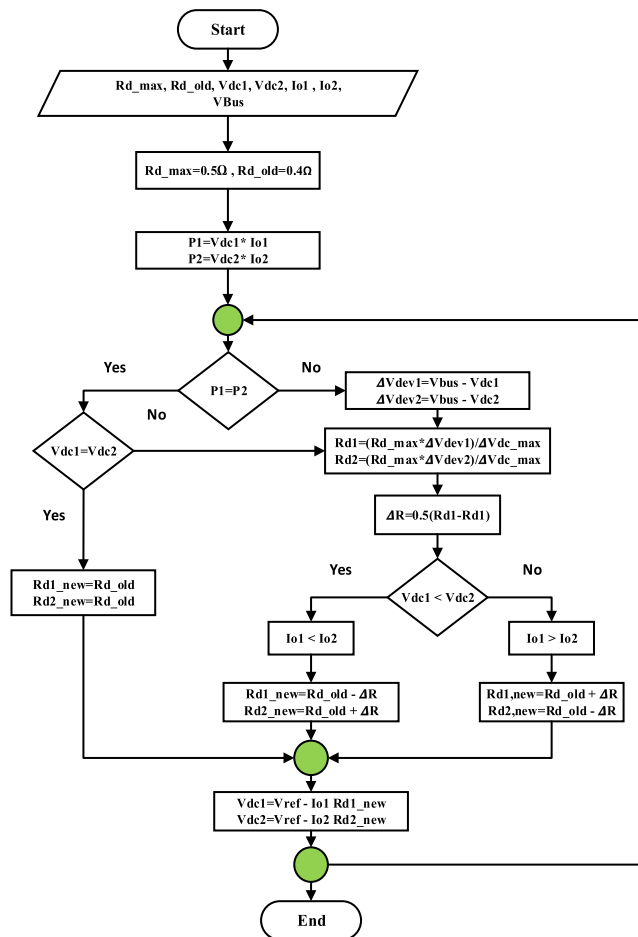 Start
Rd_max, Rd_old, Vdc1, Vdc2, Io1 , Io2,
VBus
Rd_max=0.5Ω , Rd_old=0.4Ω
P1=Vdc1* Io1
P2=Vdc2* Io2
Yes
No
P1=P2
ΔVdev1=Vbus - Vdc1
ΔVdev2=Vbus - Vdc2
No
Vdc1=Vdc2
Rd1=(Rd_max*ΔVdev1)/ΔVdc_max
Rd2=(Rd_max*ΔVdev2)/ΔVdc_max
Yes
ΔR=0.5(Rd1-Rd1)
Yes
No
Vdc1 < Vdc2
Rd1_new=Rd_old
Rd2_new=Rd_old
Io1 < Io2
Io1 > Io2
Rd1_new=Rd_old - ΔR
Rd2_new=Rd_old + ΔR
Rd1,new=Rd_old + ΔR
Rd2,new=Rd_old - ΔR
Vdc1=Vref - Io1 Rd1_new
Vdc2=Vref - Io2 Rd2_new
End